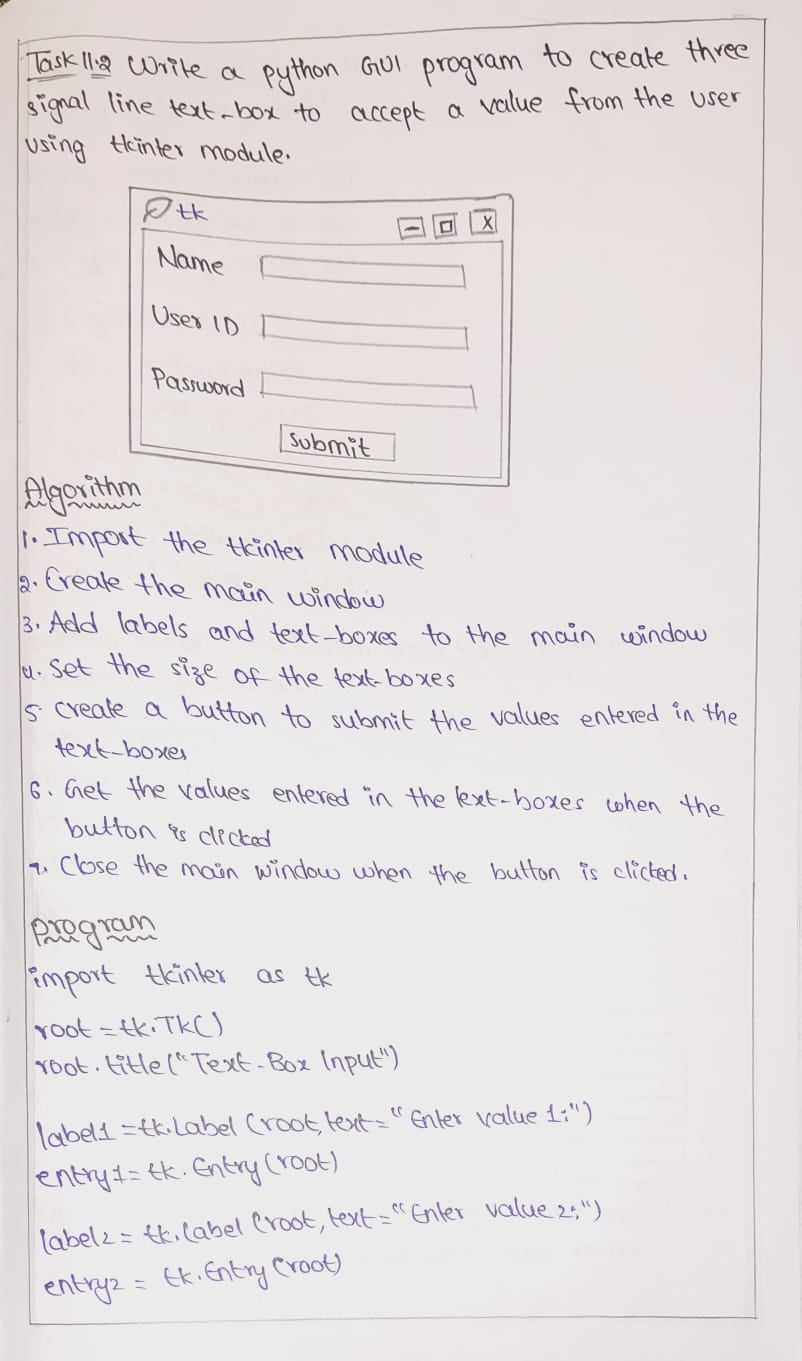 Task 11.2 Write a python GUI program to create three
signal line text-box to accept a value from the user
using tkinter module.
tk
- X
Name
User ID
Password
Submit
Algorithm
1. Import the tkinter module
2. Create the main window
3. Add labels and text-boxes to the main window
4. Set the size of the text-boxes
5. create a button to submit the values entered in the
text-boxes
6. Get the values entered in the text-boxes when the
button is clicked
7. Close the main window when the button is clicked.
program
import tkinter as tk
root = tk.TK()
root.title("Text-Box Input")
label1 = tk.Label (root, text = "Enter value 1:")
entry1 = tk. Entry (root)
label2 = tk.label (root, text = "Enter value 2:")
entry2 = tk. Entry (root)